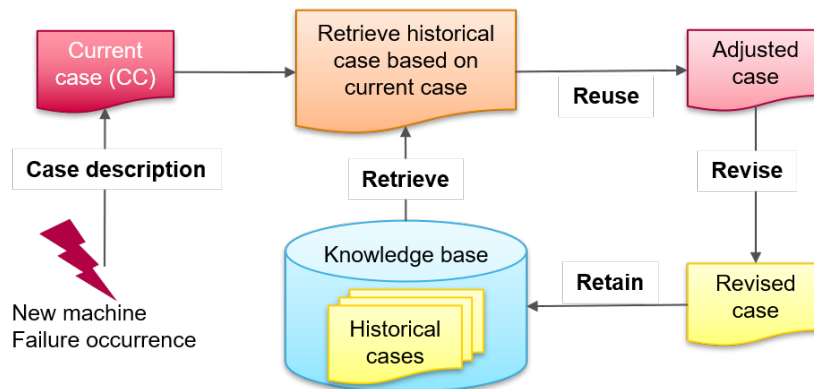 Current
case (CC)
Retrieve historical
case based on
current case
Reuse
Adjusted
case
Case description
Retrieve
Revise
Knowledge base
Historical
cases
Retain
Revised
case
New machine
Failure occurrence